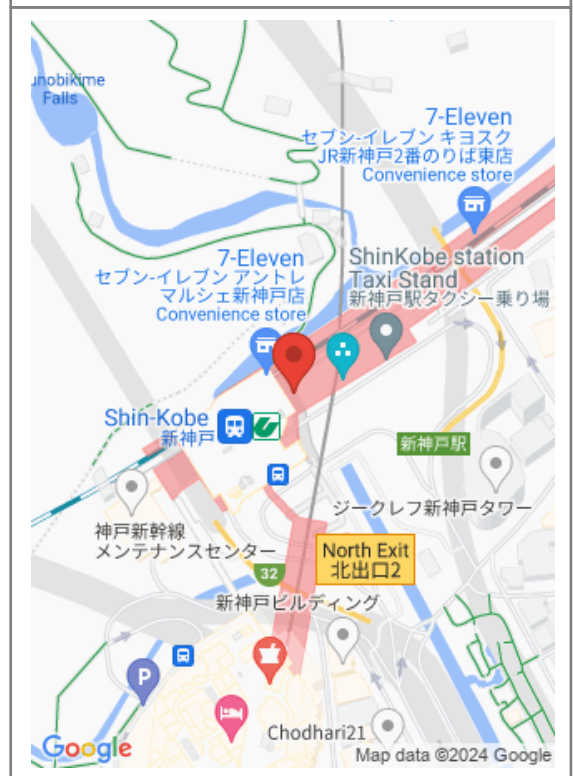 unobikime
Falls
7-Eleven
セブン-イレブン キヨスク
JR新神戸2番のりば東店
Convenience store
7-Eleven
セブン-イレブン アントレ
マルシェ新神戸店
Convenience store
ShinKobe station
Taxi Stand
新神戸駅タクシー乗り場
Shin-Kobe
新神戸
新神戸駅
ジークレフ新神戸タワー
神戸新幹線
メンテナンスセンター
North Exit
北出口2
32
新神戸ビルディング
P
Chodhari21
Google
Map data ©2024 Google